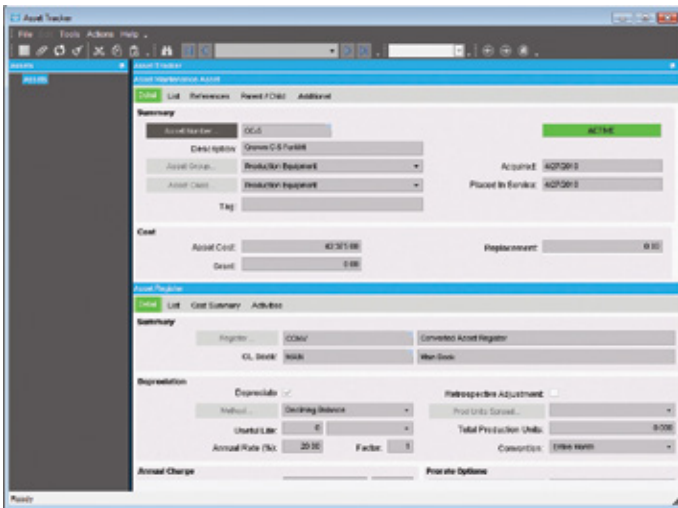 Asset Tracker
File Edit Tools Actions Help
Assets
Asset Tracker
ASSETS
Asset Maintenance Asset
Detail List References Parent / Child Additional
Summary
Asset Number... CC-5 ACTIVE
Description: Crown C-5 Forklift
Asset Group... Production Equipment Acquired: 4/27/2010
Asset Class... Production Equipment Placed In Service: 4/27/2010
Tag:
Cost
Asset Cost: Replacement: 0.00
Grant: 0.00
Asset Register
Detail List Cost Summary Activities
Summary
Register... CONV Converted Asset Register
GL Book: MAIN Main Book
Depreciation
Depreciate Retrospective Adjustment:
Method... Declining Balance Prod Units Spread...
Useful Life: 0 Total Production Units: 0.000
Annual Rate (%): 20.00 Factor: 1 Convention: Entire Month
Annual Charge Prorate Options
Ready